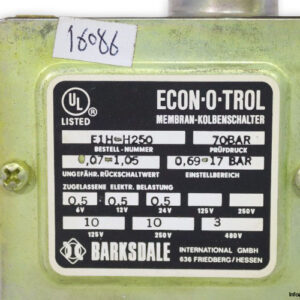 16086
UL
LISTED
ECON-O-TROL
MEMBRAN-KOLBENSCHALTER
E1H-H250 70BAR
BESTELL-NUMMER PRÜFDRUCK
0,07-1,05 0,69-17 BAR
UNGEFÄHR. RÜCKSCHALTWERT EINSTELLBEREICH
ZUGELASSENE ELEKTR. BELASTUNG
0,5 0,5 0,5
6V 12V 24V 125V 250V
10 10 3
125V 250V 480V
BARKSDALE INTERNATIONAL GMBH
636 FRIEDBERG/HESSEN